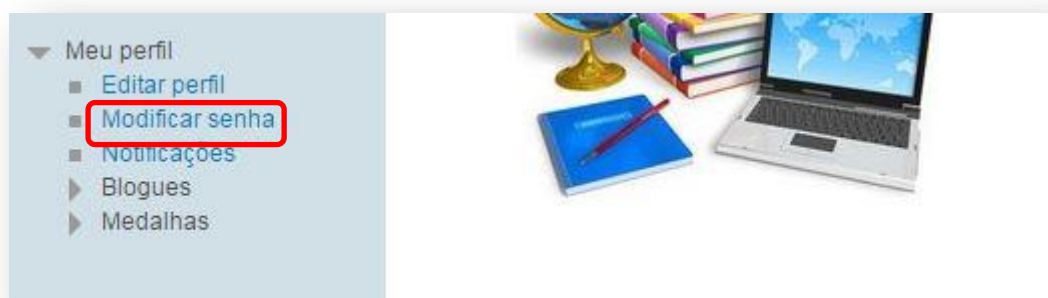 Meu perfil
Editar perfil
Modificar senha
Notificações
Blogues
Medalhas